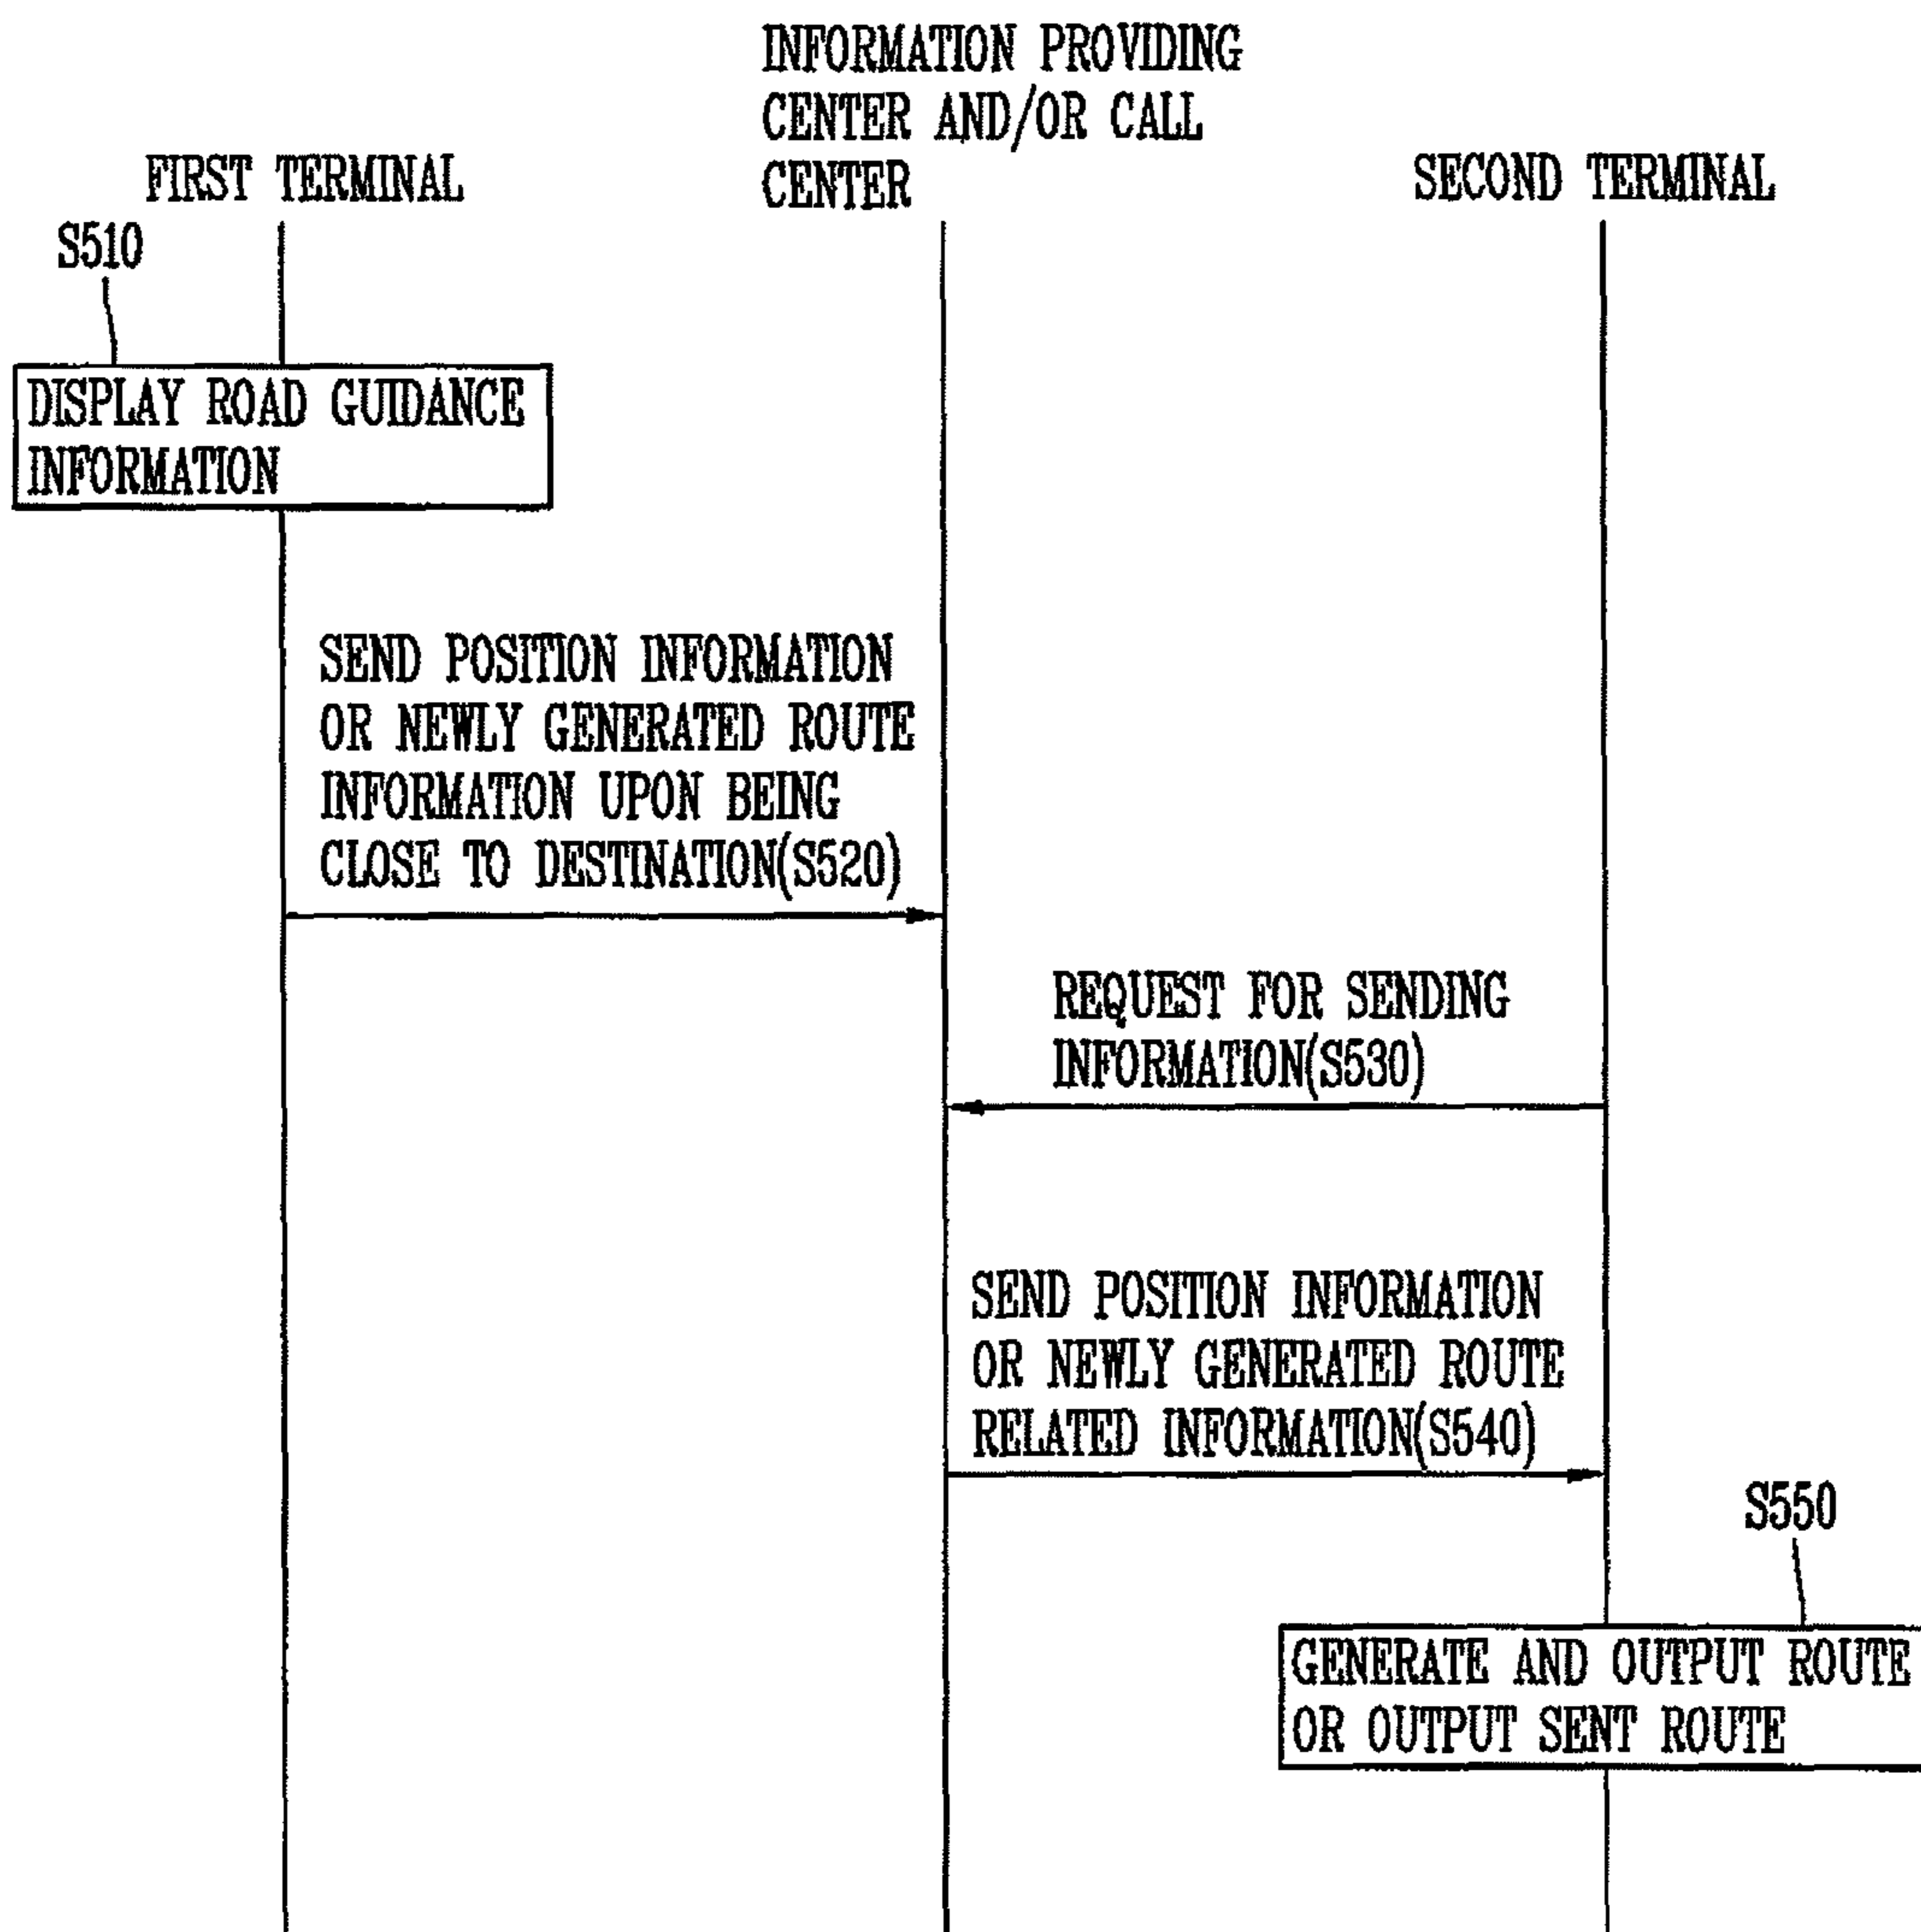 INFORMATION PROVIDING
CENTER AND/OR CALL
CENTER
FIRST TERMINAL
SECOND TERMINAL
S510
DISPLAY ROAD GUIDANCE
INFORMATION
SEND POSITION INFORMATION
OR NEWLY GENERATED ROUTE
INFORMATION UPON BEING
CLOSE TO DESTINATION(S520)
REQUEST FOR SENDING
INFORMATION(S530)
SEND POSITION INFORMATION
OR NEWLY GENERATED ROUTE
RELATED INFORMATION(S540)
S550
GENERATE AND OUTPUT ROUTE
OR OUTPUT SENT ROUTE